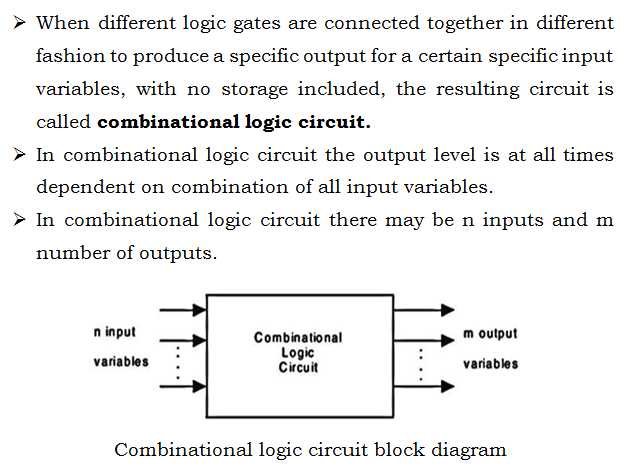 ➢ When different logic gates are connected together in different
fashion to produce a specific output for a certain specific input
variables, with no storage included, the resulting circuit is
called combinational logic circuit.
➢ In combinational logic circuit the output level is at all times
dependent on combination of all input variables.
➢ In combinational logic circuit there may be n inputs and m
number of outputs.
n input
variables
Combinational
Logic
Circuit
m output
variables
Combinational logic circuit block diagram